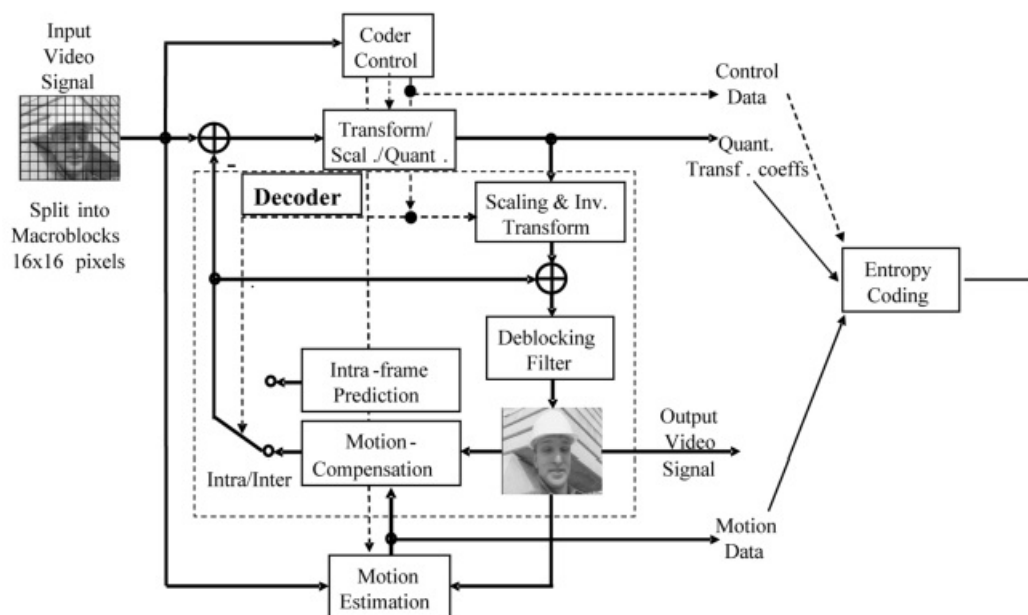 Input
Video
Signal
Coder
Control
Control
Data
Transform/
Scal ./Quant .
Quant.
Transf . coeffs
-
Decoder
Split into
Macroblocks
16x16 pixels
Scaling & Inv.
Transform
Entropy
Coding
Deblocking
Filter
Intra -frame
Prediction
Output
Video
Signal
Motion -
Compensation
Intra/Inter
Motion
Data
Motion
Estimation